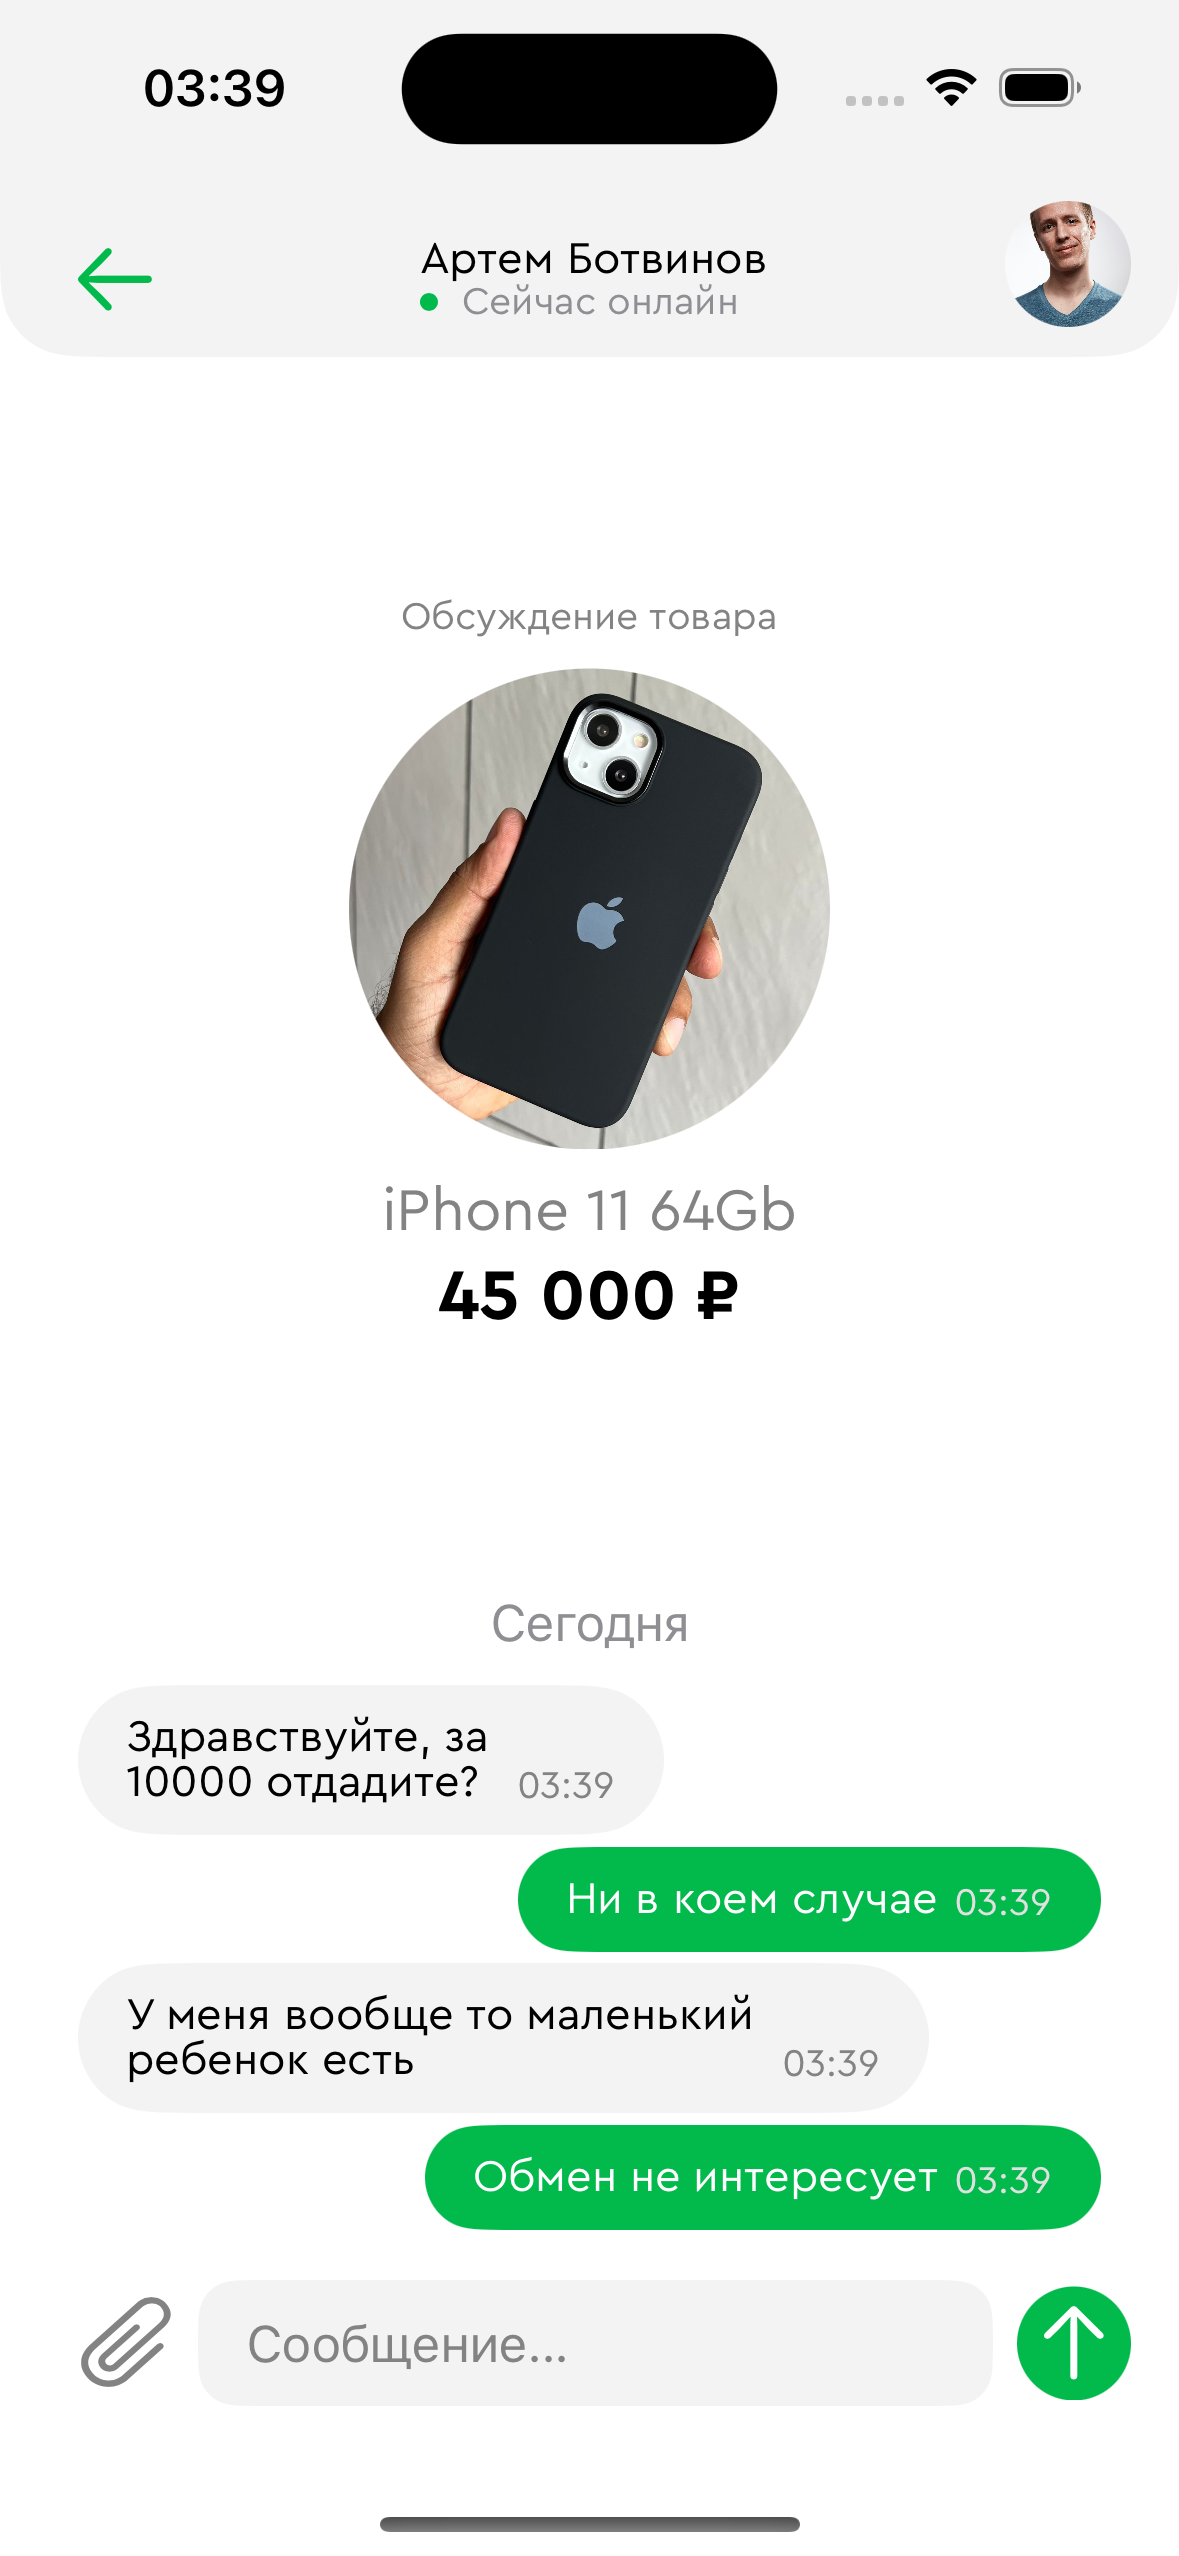 03:39
Артем Ботвинов
Сейчас онлайн
Обсуждение товара
iPhone 11 64Gb
45 000 ₽
Сегодня
Здравствуйте, за
10000 отдадите? 03:39
Ни в коем случае 03:39
У меня вообще то маленький
ребенок есть 03:39
Обмен не интересует 03:39
Сообщение...